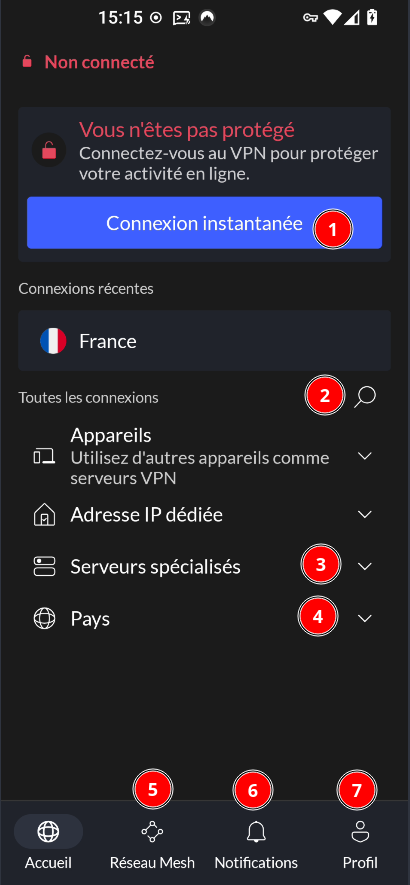 15:15
Non connecté
Vous n'êtes pas protégé
Connectez-vous au VPN pour protéger
votre activité en ligne.
Connexion instantanée 1
Connexions récentes
France
Toutes les connexions 2
Appareils
Utilisez d'autres appareils comme
serveurs VPN
Adresse IP dédiée
Serveurs spécialisés 3
Pays 4
5 6 7
Accueil Réseau Mesh Notifications Profil